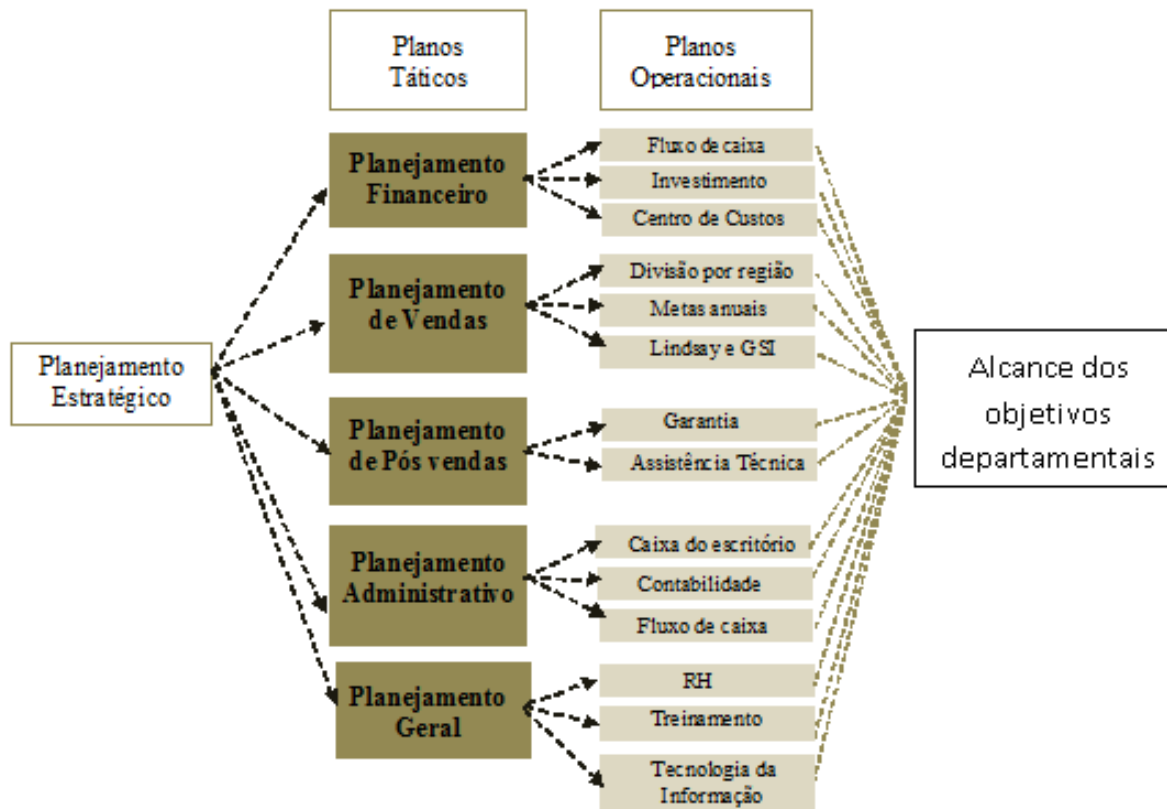 Planos
Táticos
Planos
Operacionais
Planejamento
Estratégico
Planejamento
Financeiro
Fluxo de caixa
Investimento
Centro de Custos
Planejamento
de Vendas
Divisão por região
Metas anuais
Lindsay e GSI
Planejamento
de Pós vendas
Garantia
Assistência Técnica
Planejamento
Administrativo
Caixa do escritório
Contabilidade
Fluxo de caixa
Planejamento
Geral
RH
Treinamento
Tecnologia da
Informação
Alcance dos
objetivos
departamentais